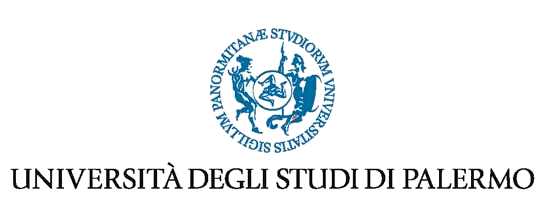 SIGILLVM PANORMITANÆ STVDIORVM VNIVERSITATIS
UNIVERSITÀ DEGLI STUDI DI PALERMO